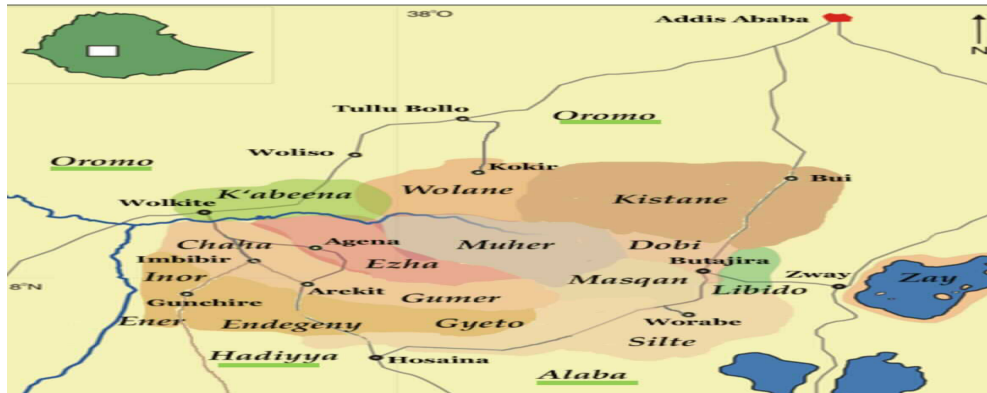 38°O
Addis Ababa
N
Tullu Bollo
Oromo
Oromo
Woliso
Kokir
K'abeena
Wolane
Bui
Wolkite
Kistane
Chaha
Agena
Muher
Dobi
Imbibir
Ezha
Butajira
Inor
Masqan
Zway
Zay
8°N
Arekit
Libido
Gunchire
Gumer
Ener
Endegeny
Gyeto
Worabe
Silte
Hadiyya
Hosaina
Alaba